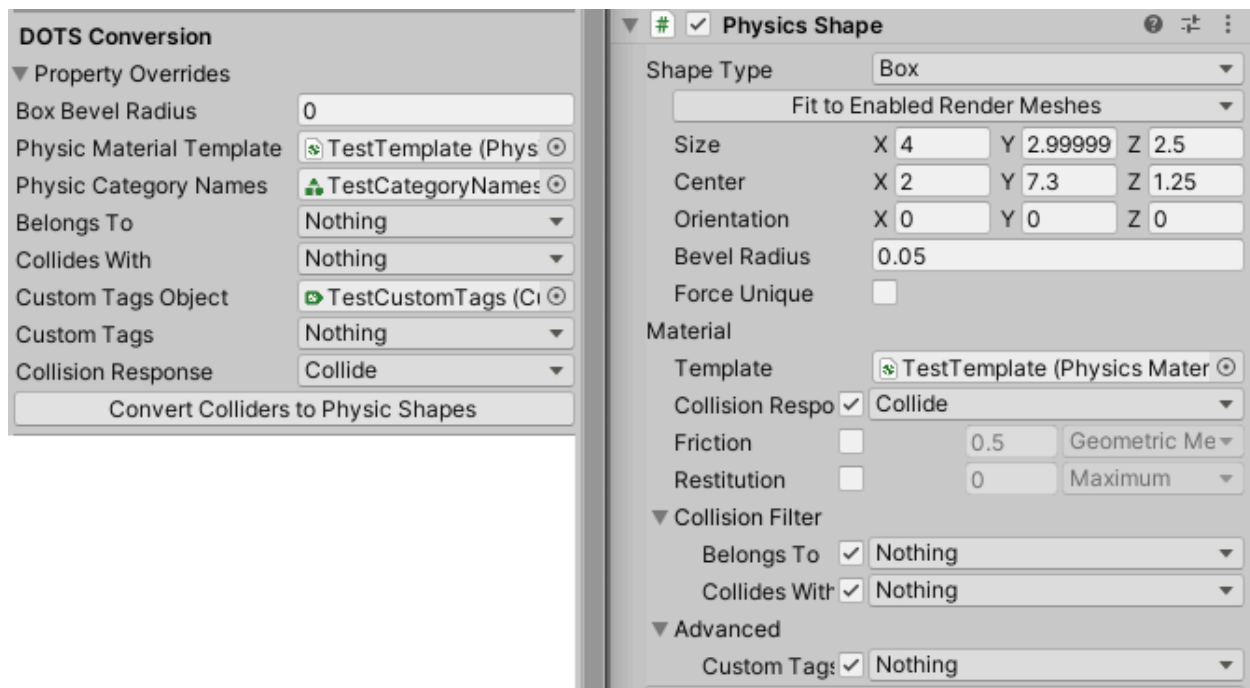 DOTS Conversion
Property Overrides
Box Bevel Radius 0
Physic Material Template TestTemplate (Phys
Physic Category Names TestCategoryNames
Belongs To Nothing
Collides With Nothing
Custom Tags Object TestCustomTags (Cu
Custom Tags Nothing
Collision Response Collide
Convert Colliders to Physic Shapes
# Physics Shape
Shape Type Box
Fit to Enabled Render Meshes
Size X 4 Y 2.99999 Z 2.5
Center X 2 Y 7.3 Z 1.25
Orientation X 0 Y 0 Z 0
Bevel Radius 0.05
Force Unique
Material
Template TestTemplate (Physics Mater
Collision Respo Collide
Friction 0.5 Geometric Me
Restitution 0 Maximum
Collision Filter
Belongs To Nothing
Collides With Nothing
Advanced
Custom Tags Nothing